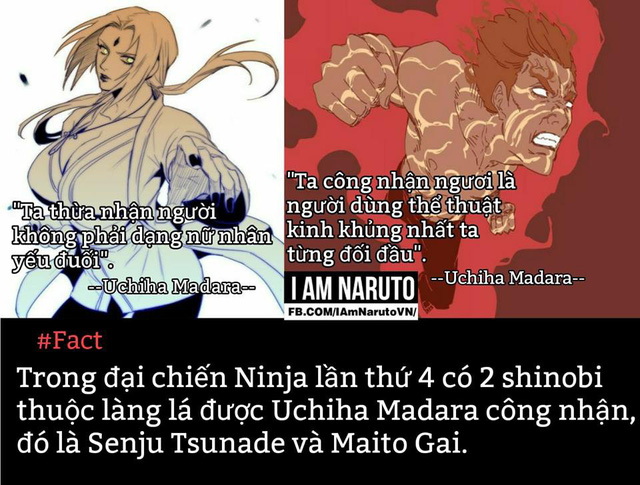 "Ta thừa nhận người
không phải dạng nữ nhân
yếu đuối".
--Uchiha Madara--
"Ta công nhận ngươi là
người dùng thể thuật
kinh khủng nhất ta
từng đối đầu".
--Uchiha Madara--
I AM NARUTO
FB.COM/IAmNarutoVN/
#Fact
Trong đại chiến Ninja lần thứ 4 có 2 shinobi
thuộc làng lá được Uchiha Madara công nhận,
đó là Senju Tsunade và Maito Gai.